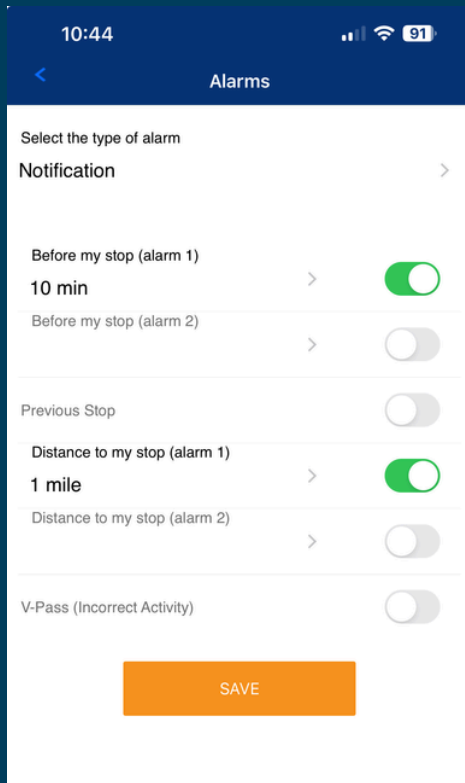 10:44
91
Alarms
Select the type of alarm
Notification
Before my stop (alarm 1)
10 min
Before my stop (alarm 2)
Previous Stop
Distance to my stop (alarm 1)
1 mile
Distance to my stop (alarm 2)
V-Pass (Incorrect Activity)
SAVE